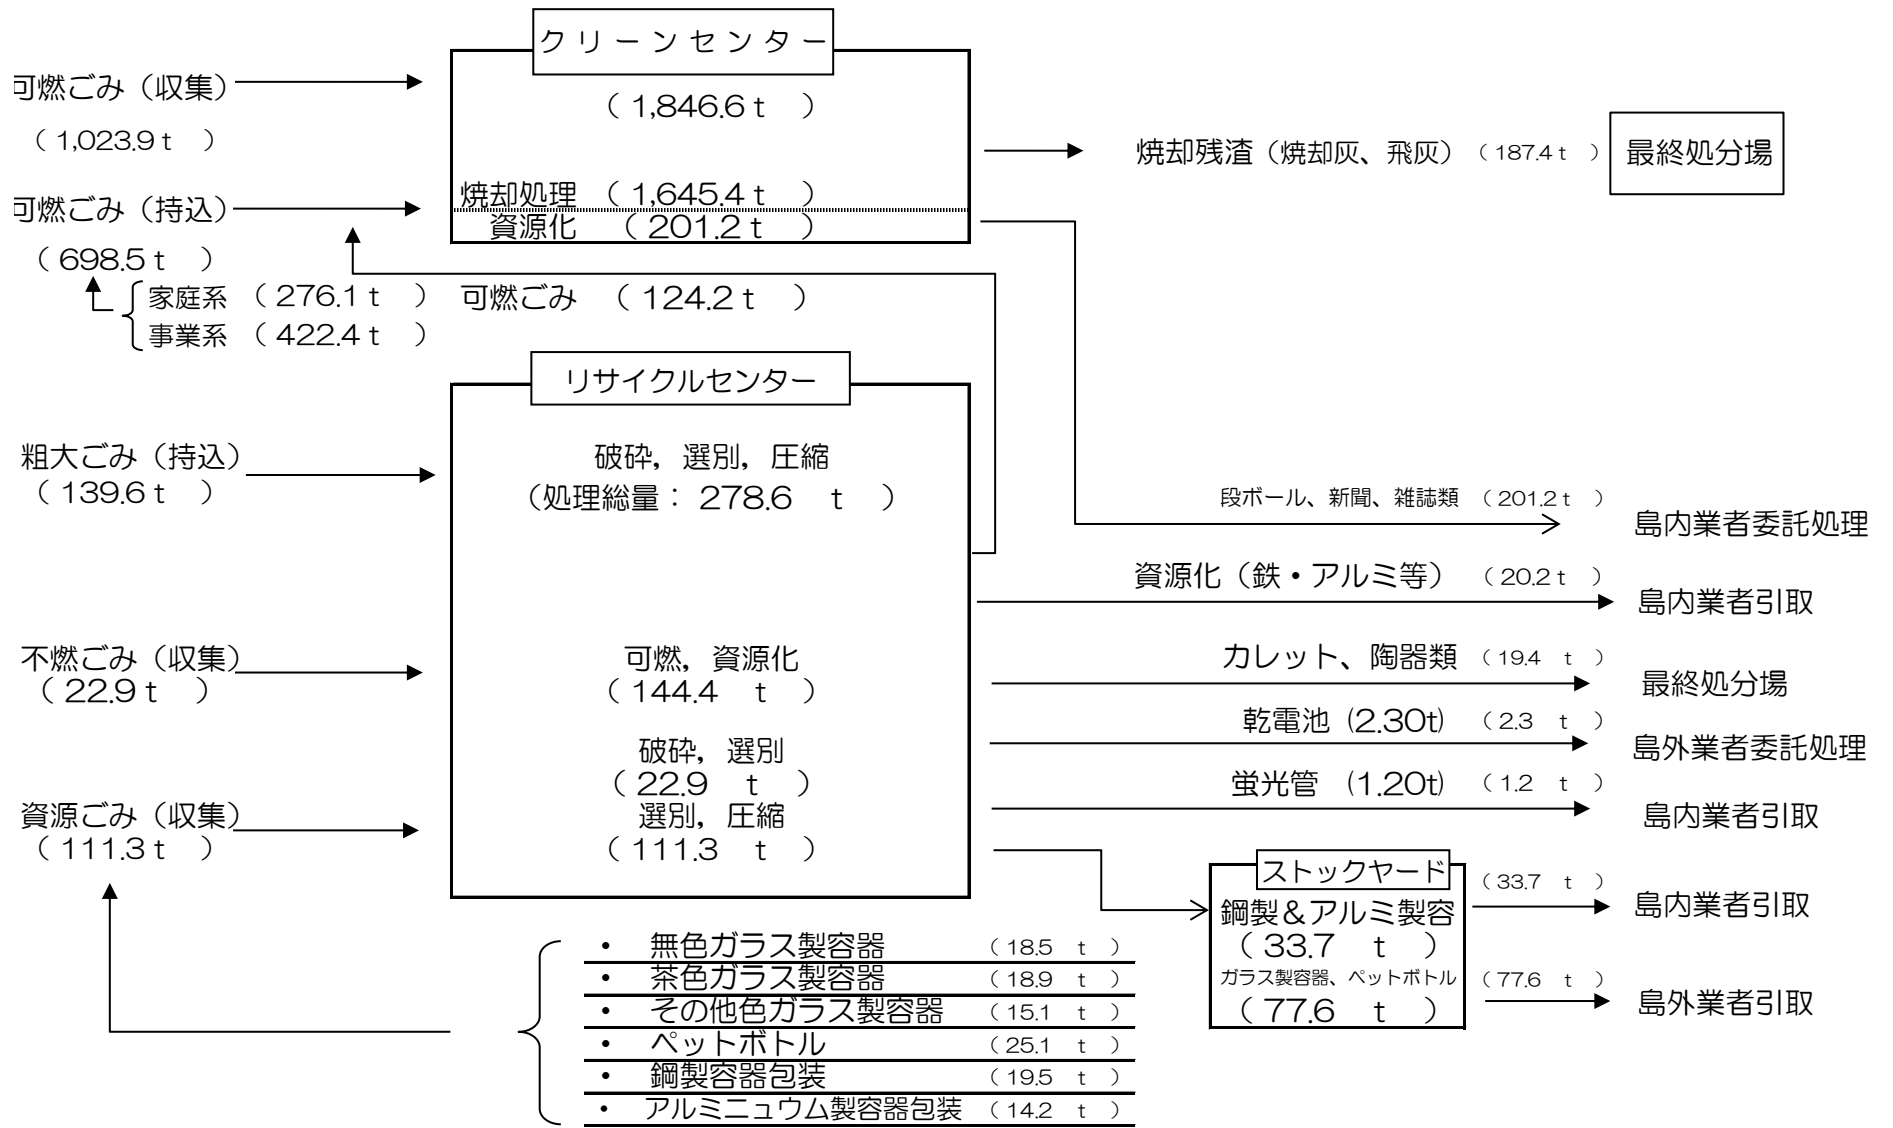 クリーンセンター
可燃ごみ（収集）
（1,023.9ｔ　）
（1,846.6ｔ　）
焼却残渣（焼却灰、飛灰）（187.4ｔ　）
最終処分場
可燃ごみ（持込）
（698.5ｔ　）
焼却処理　（1,645.4ｔ　）
資源化　（201.2ｔ　）
家庭系　（276.1ｔ　）
事業系　（422.4ｔ　）
可燃ごみ　（124.2ｔ　）
リサイクルセンター
粗大ごみ（持込）
（139.6ｔ　）
破砕，選別，圧縮
（処理総量：278.6　ｔ　）
段ボール、新聞、雑誌類　（201.2ｔ　）
島内業者委託処理
資源化（鉄・アルミ等）　（20.2ｔ　）
島内業者引取
不燃ごみ（収集）
（22.9ｔ　）
可燃，資源化
（144.4　ｔ　）
カレット、陶器類　（19.4　ｔ　）
最終処分場
乾電池 (2.30t)　（2.3　ｔ　）
島外業者委託処理
破砕，選別
（22.9　ｔ　）
蛍光管　(1.20t)　（1.2　ｔ　）
島内業者引取
資源ごみ（収集）
（111.3ｔ　）
選別，圧縮
（111.3　ｔ　）
ストックヤード
鋼製＆アルミ製容
（33.7　ｔ　）
（33.7　ｔ　）
島内業者引取
ガラス製容器、ペットボトル
（77.6　ｔ　）
（77.6　ｔ　）
島外業者引取
・　無色ガラス製容器　（18.5　ｔ　）
・　茶色ガラス製容器　（18.9　ｔ　）
・　その他色ガラス製容器　（15.1　ｔ　）
・　ペットボトル　（25.1　ｔ　）
・　鋼製容器包装　（19.5　ｔ　）
・　アルミニュウム製容器包装　（14.2　ｔ　）